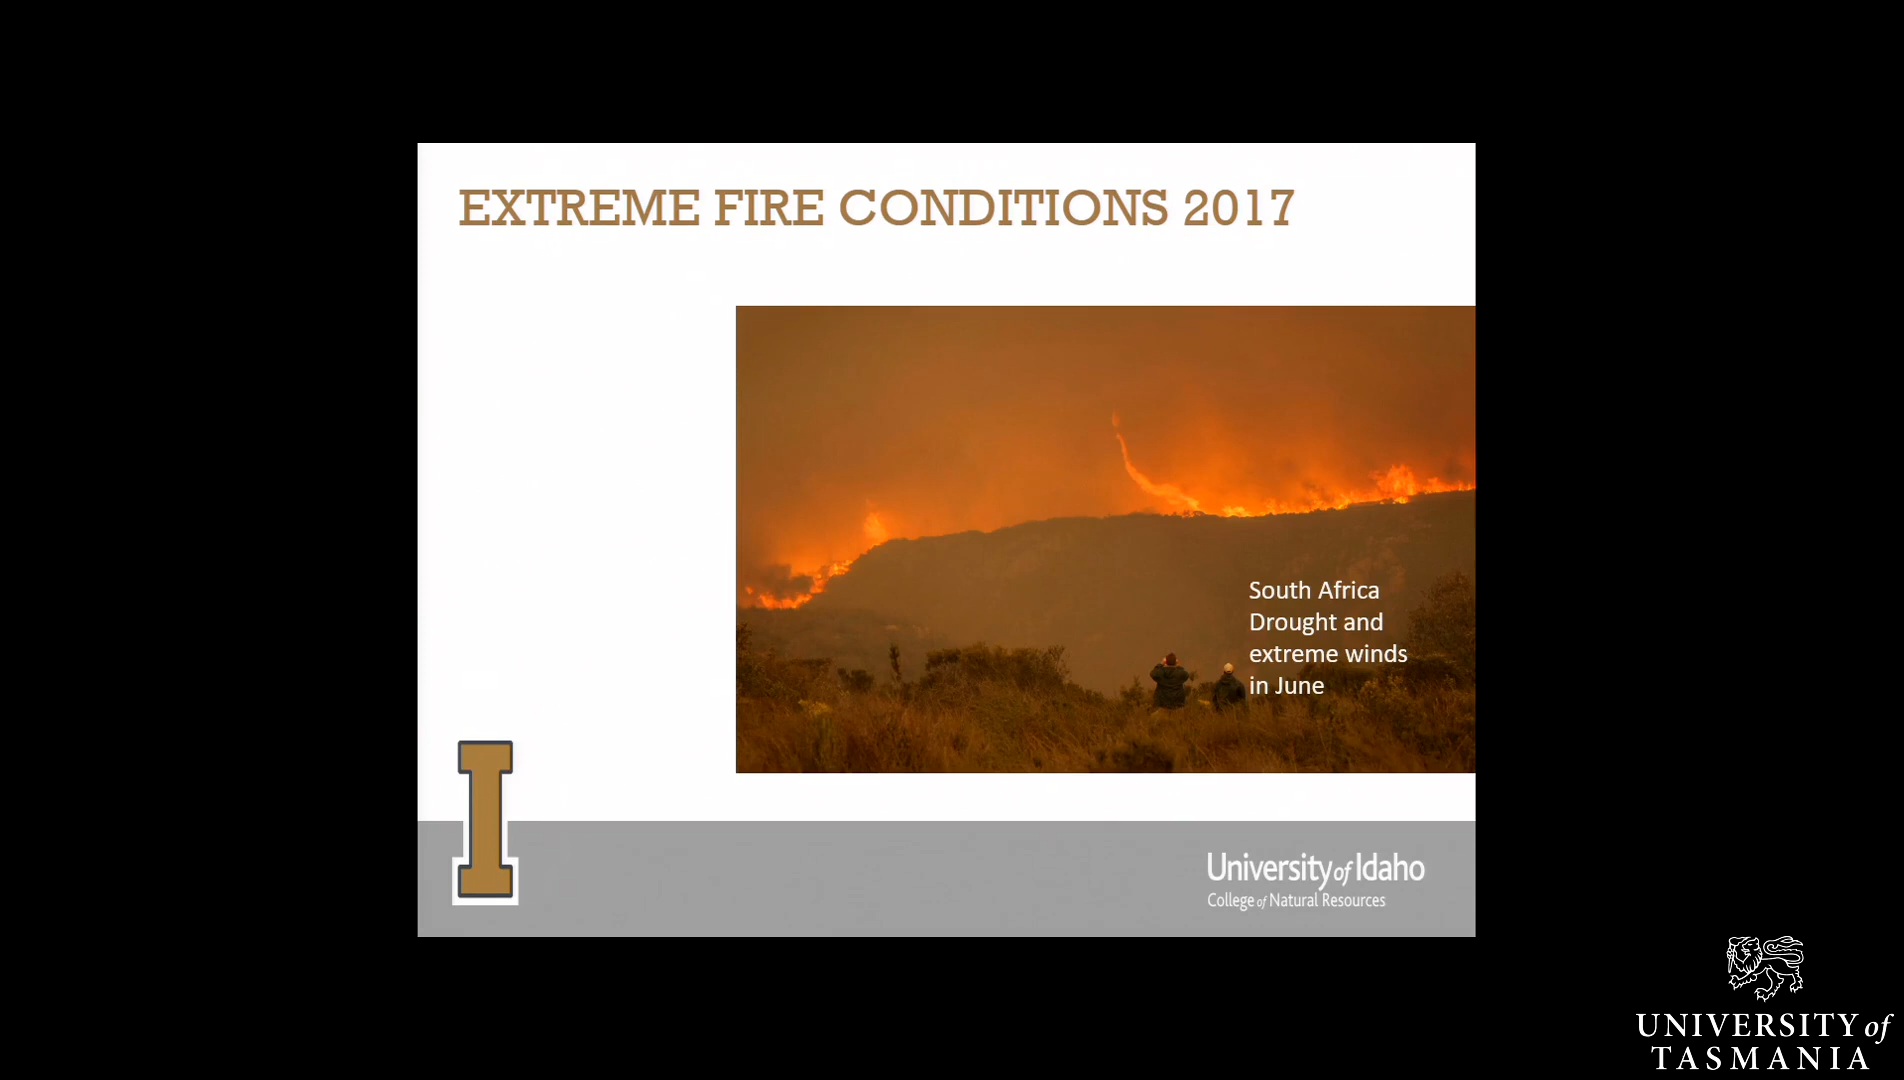 EXTREME FIRE CONDITIONS 2017
South Africa
Drought and
extreme winds
in June
I
University of Idaho
College of Natural Resources
UNIVERSITY of
TASMANIA